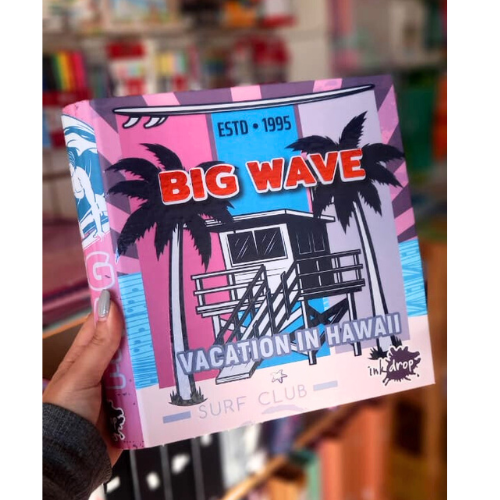 ESTD • 1995
BIG WAVE
VACATION IN HAWAII
ink drop
SURF CLUB